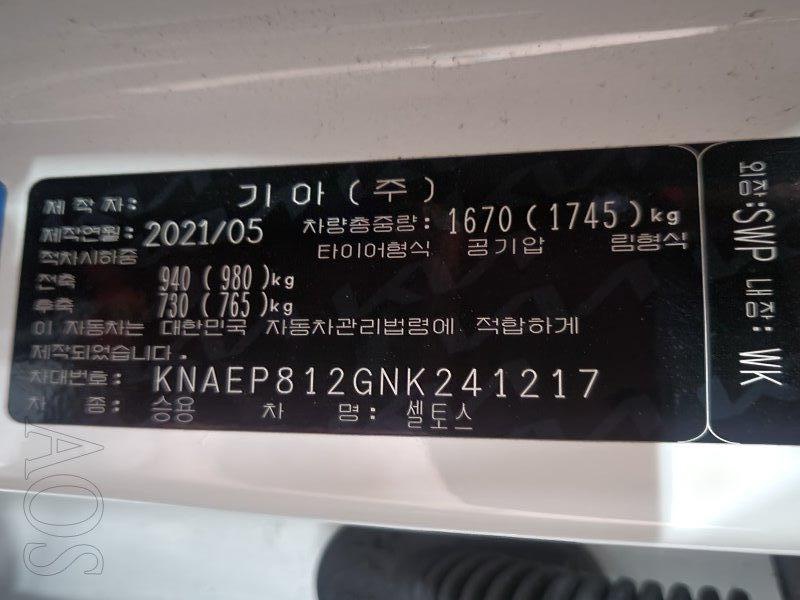 제 작 자: 기 아 ( 주 )
제작연월: 2021/05 차량총중량: 1670 ( 1745 ) kg
적차시하중 타이어형식 공기압 림형식
전축 940 ( 980 ) kg
후축 730 ( 765 ) kg
이 자동차는 대한민국 자동차관리법령에 적합하게
제작되었습니다.
차대번호: KNAEP812GNK241217
차 종: 승용 차 명: 셀토스
외장: SWP 내장: WK
AOS